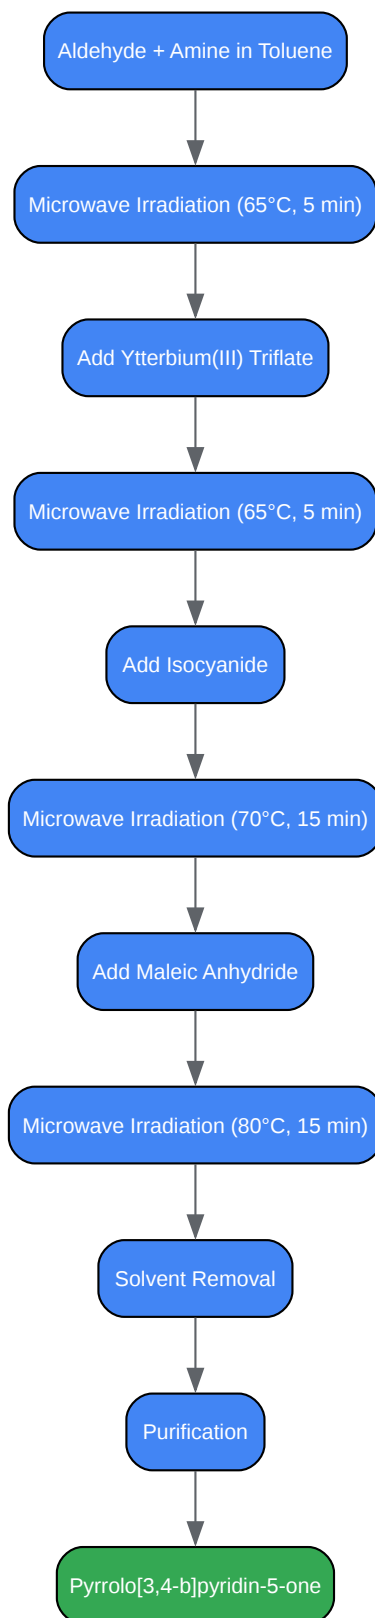 Aldehyde + Amine in Toluene
Microwave Irradiation (65°C, 5 min)
Add Ytterbium(III) Triflate
Microwave Irradiation (65°C, 5 min)
Add Isocyanide
Microwave Irradiation (70°C, 15 min)
Add Maleic Anhydride
Microwave Irradiation (80°C, 15 min)
Solvent Removal
Purification
Pyrrolo[3,4-b]pyridin-5-one